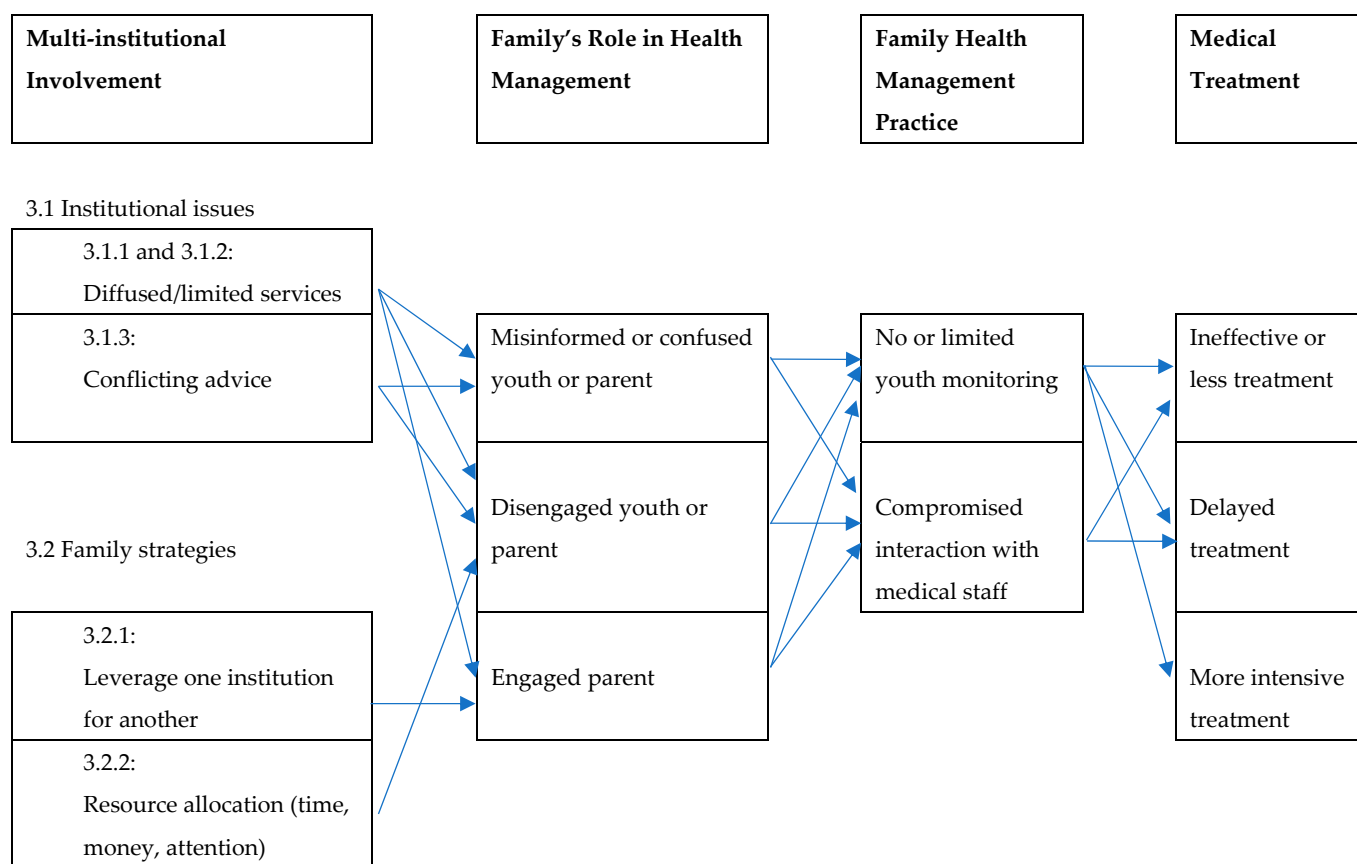 Multi-institutional
Involvement
Family’s Role in Health
Management
Family Health
Management
Practice
Medical
Treatment
3.1 Institutional issues
3.1.1 and 3.1.2:
Diffused/limited services
3.1.3:
Conflicting advice
3.2 Family strategies
3.2.1:
Leverage one institution
for another
3.2.2:
Resource allocation (time,
money, attention)
Misinformed or confused
youth or parent
Disengaged youth or
parent
Engaged parent
No or limited
youth monitoring
Compromised
interaction with
medical staff
Ineffective or
less treatment
Delayed
treatment
More intensive
treatment